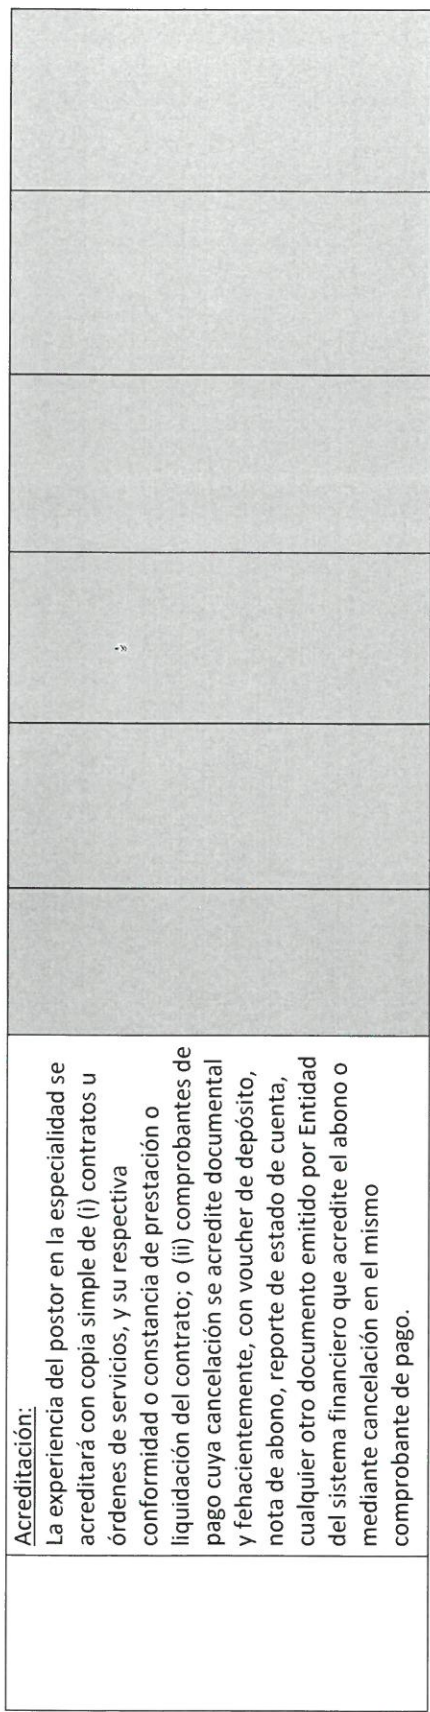 Acreditación:
La experiencia del postor en la especialidad se
acreditará con copia simple de (i) contratos u
órdenes de servicios, y su respectiva
conformidad o constancia de prestación o
liquidación del contrato; o (ii) comprobantes de
pago cuya cancelación se acredite documental
y fehacientemente, con voucher de depósito,
nota de abono, reporte de estado de cuenta,
cualquier otro documento emitido por Entidad
del sistema financiero que acredite el abono o
mediante cancelación en el mismo
comprobante de pago.